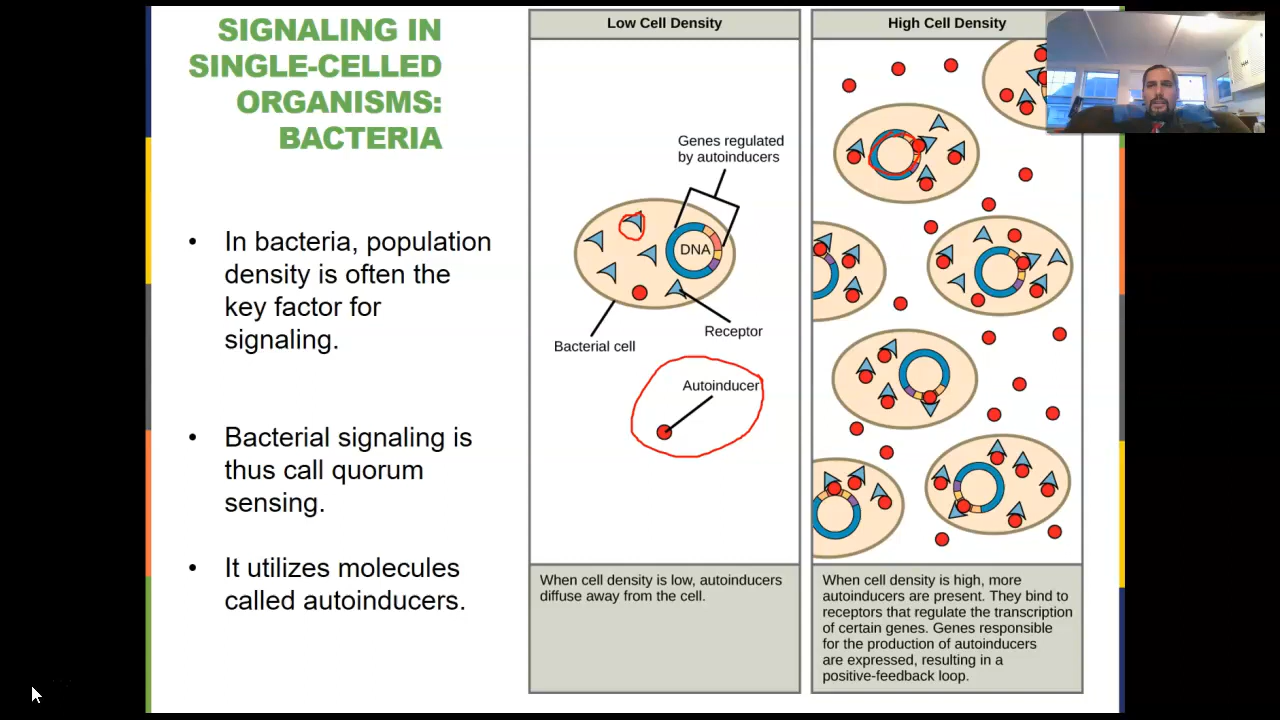 SIGNALING IN
SINGLE-CELLED
ORGANISMS:
BACTERIA
• In bacteria, population
density is often the
key factor for
signaling.
• Bacterial signaling is
thus call quorum
sensing.
• It utilizes molecules
called autoinducers.
Low Cell Density
Genes regulated
by autoinducers
DNA
Receptor
Bacterial cell
Autoinducer
When cell density is low, autoinducers
diffuse away from the cell.
High Cell Density
When cell density is high, more
autoinducers are present. They bind to
receptors that regulate the transcription
of certain genes. Genes responsible
for the production of autoinducers
are expressed, resulting in a
positive-feedback loop.